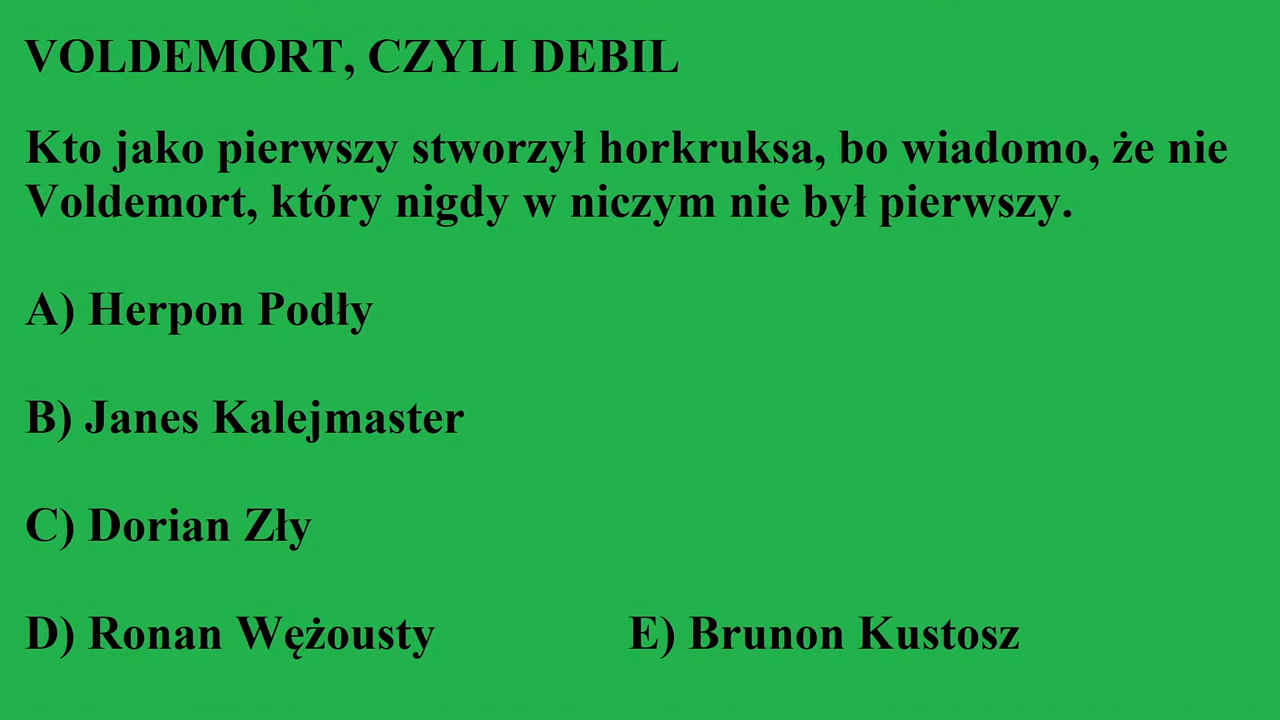 VOLDEMORT, CZYLI DEBIL
Kto jako pierwszy stworzył horkruksa, bo wiadomo, że nie
Voldemort, który nigdy w niczym nie był pierwszy.
A) Herpon Podły
B) Janes Kalejmaster
C) Dorian Zły
D) Ronan Wężousty E) Brunon Kustosz